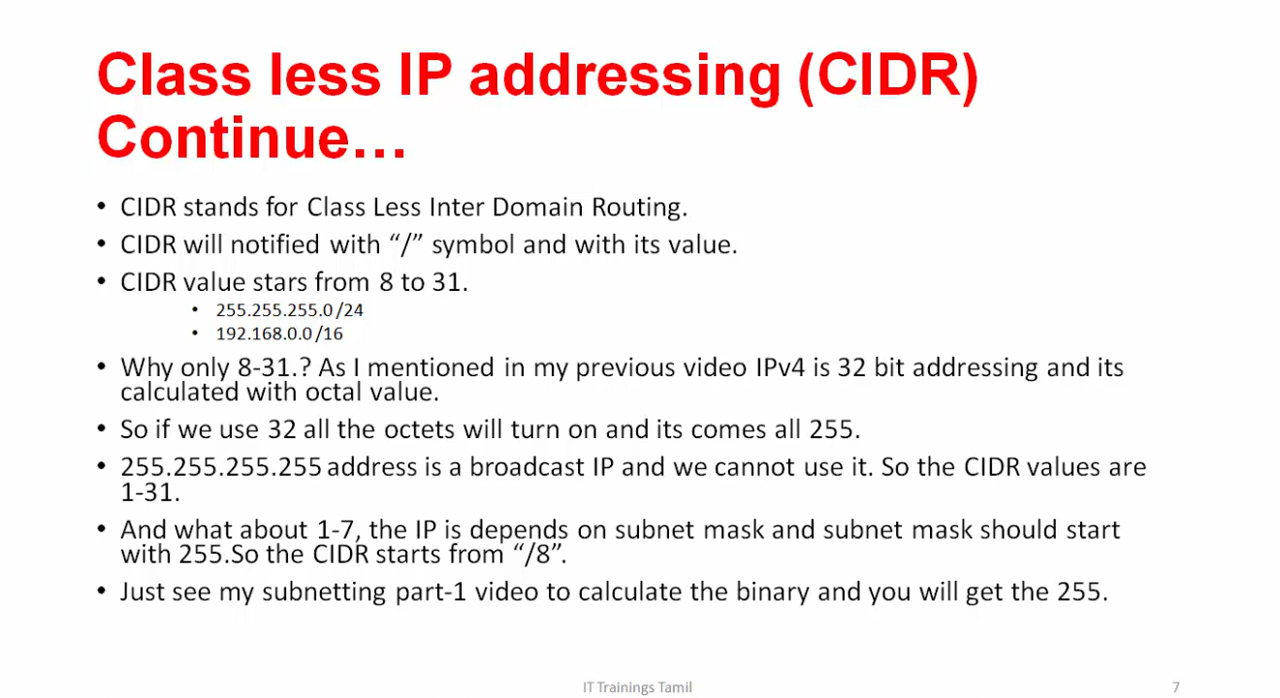 Class less IP addressing (CIDR)
Continue…
• CIDR stands for Class Less Inter Domain Routing.
• CIDR will notified with “/” symbol and with its value.
• CIDR value stars from 8 to 31.
• 255.255.255.0/24
• 192.168.0.0/16
• Why only 8-31.? As I mentioned in my previous video IPv4 is 32 bit addressing and its
calculated with octal value.
• So if we use 32 all the octets will turn on and its comes all 255.
• 255.255.255.255 address is a broadcast IP and we cannot use it. So the CIDR values are
1-31.
• And what about 1-7, the IP is depends on subnet mask and subnet mask should start
with 255.So the CIDR starts from “/8”.
• Just see my subnetting part-1 video to calculate the binary and you will get the 255.
IT Trainings Tamil
7